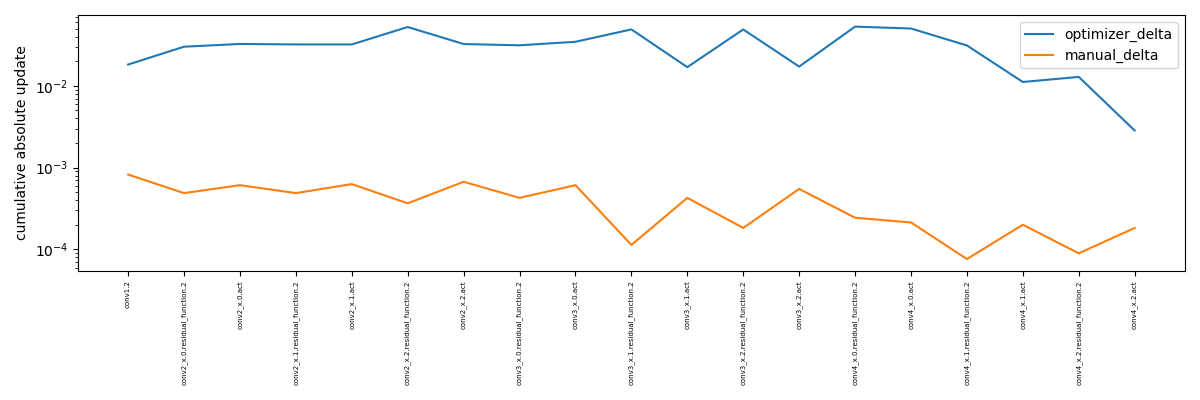 optimizer_delta
manual_delta
cumulative absolute update
10⁻²
10⁻³
10⁻⁴
conv1.2
conv2_x.0.residual_function.2
conv2_x.0.act
conv2_x.1.residual_function.2
conv2_x.1.act
conv2_x.2.residual_function.2
conv2_x.2.act
conv3_x.0.residual_function.2
conv3_x.0.act
conv3_x.1.residual_function.2
conv3_x.1.act
conv3_x.2.residual_function.2
conv3_x.2.act
conv4_x.0.residual_function.2
conv4_x.0.act
conv4_x.1.residual_function.2
conv4_x.1.act
conv4_x.2.residual_function.2
conv4_x.2.act